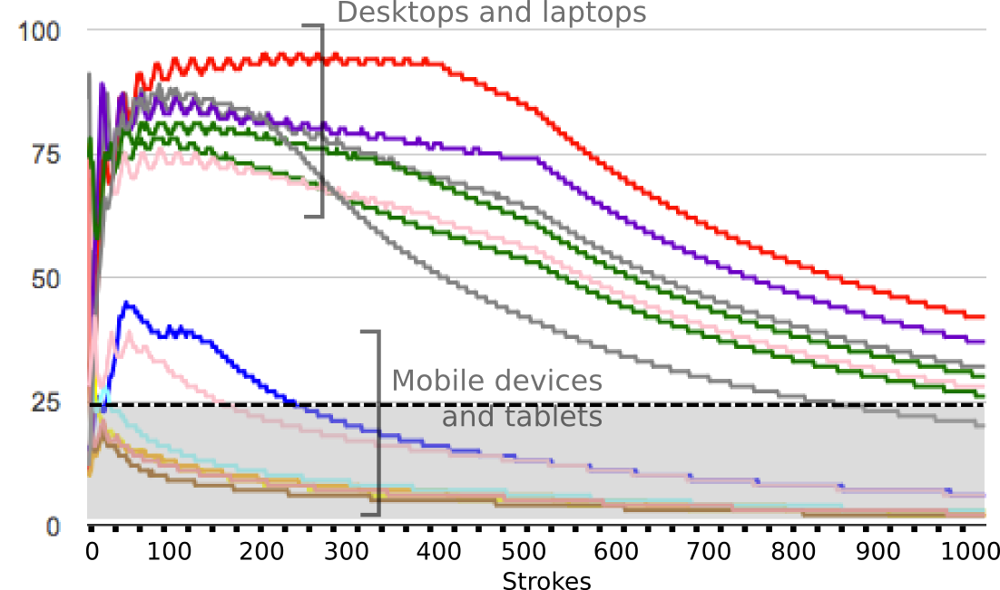 Desktops and laptops
100
75
50
Mobile devices
25
and tablets
0
0 100 200 300 400 500 600 700 800 900 1000
Strokes